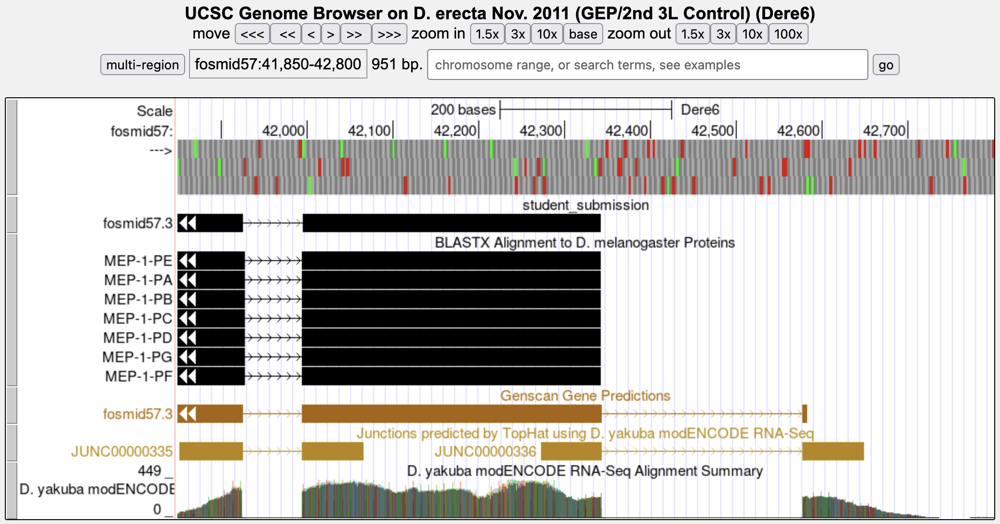 UCSC Genome Browser on D. erecta Nov. 2011 (GEP/2nd 3L Control) (Dere6)
move <<< << < > >> >>> zoom in 1.5x 3x 10x base zoom out 1.5x 3x 10x 100x
multi-region fosmid57:41,850-42,800 951 bp. chromosome range, or search terms, see examples go
Scale 200 bases Dere6
fosmid57: 42,000 42,100 42,200 42,300 42,400 42,500 42,600 42,700
--->
student_submission
fosmid57.3
BLASTX Alignment to D. melanogaster Proteins
MEP-1-PE
MEP-1-PA
MEP-1-PB
MEP-1-PC
MEP-1-PD
MEP-1-PG
MEP-1-PF
Genscan Gene Predictions
fosmid57.3
Junctions predicted by TopHat using D. yakuba modENCODE RNA-Seq
JUNC00000335 JUNC00000336
449 _ D. yakuba modENCODE RNA-Seq Alignment Summary
D. yakuba modENCODE
0 _